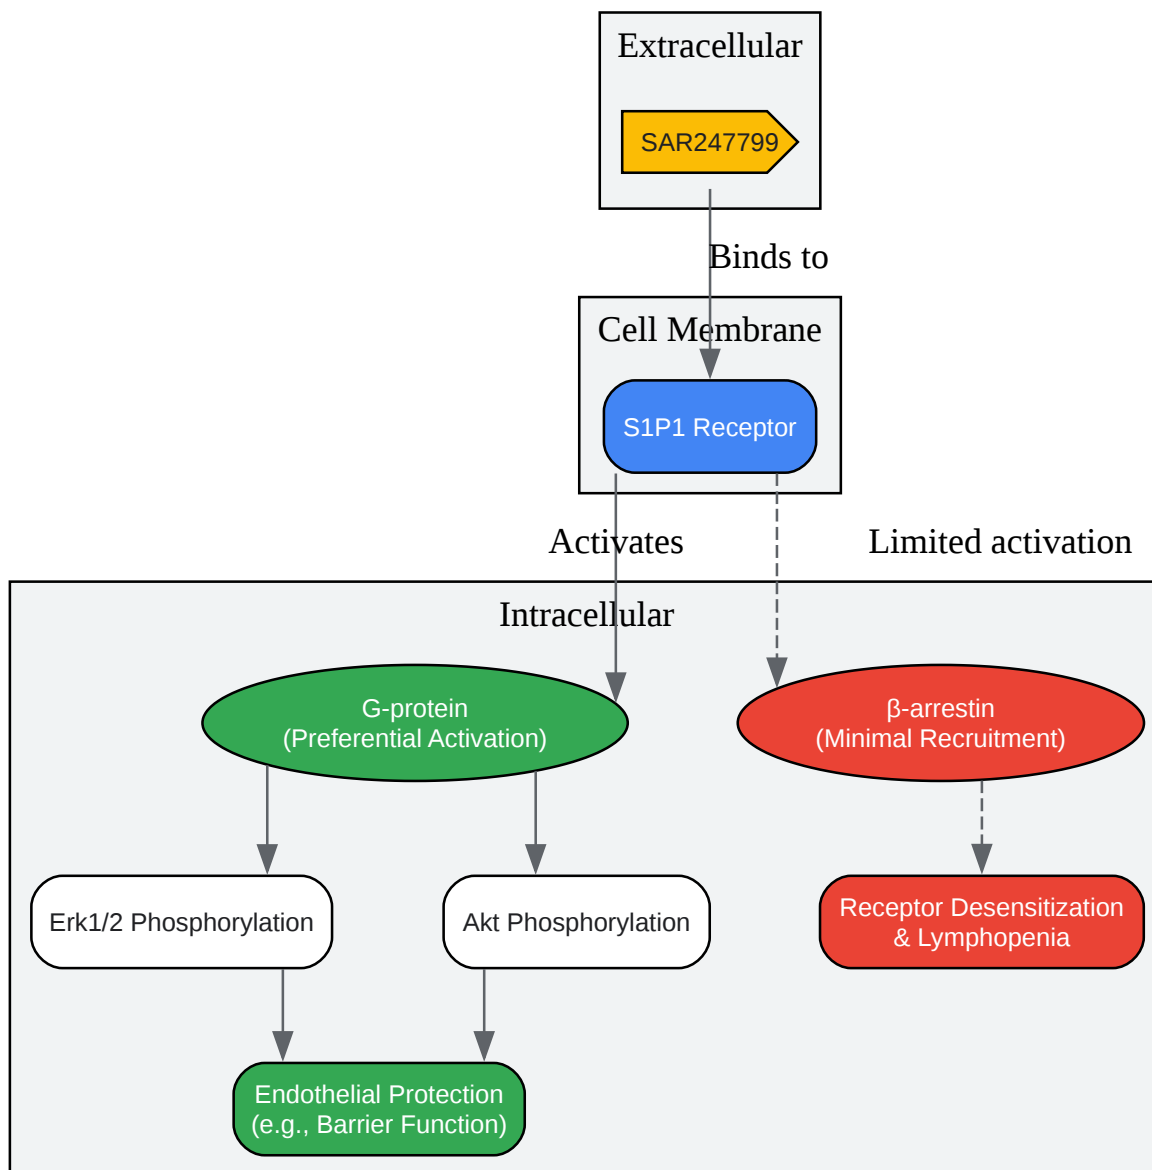 Extracellular
SAR247799
Binds to
Cell Membrane
S1P1 Receptor
Activates
Limited activation
Intracellular
G-protein
(Preferential Activation)
β-arrestin
(Minimal Recruitment)
Erk1/2 Phosphorylation
Akt Phosphorylation
Receptor Desensitization
& Lymphopenia
Endothelial Protection
(e.g., Barrier Function)